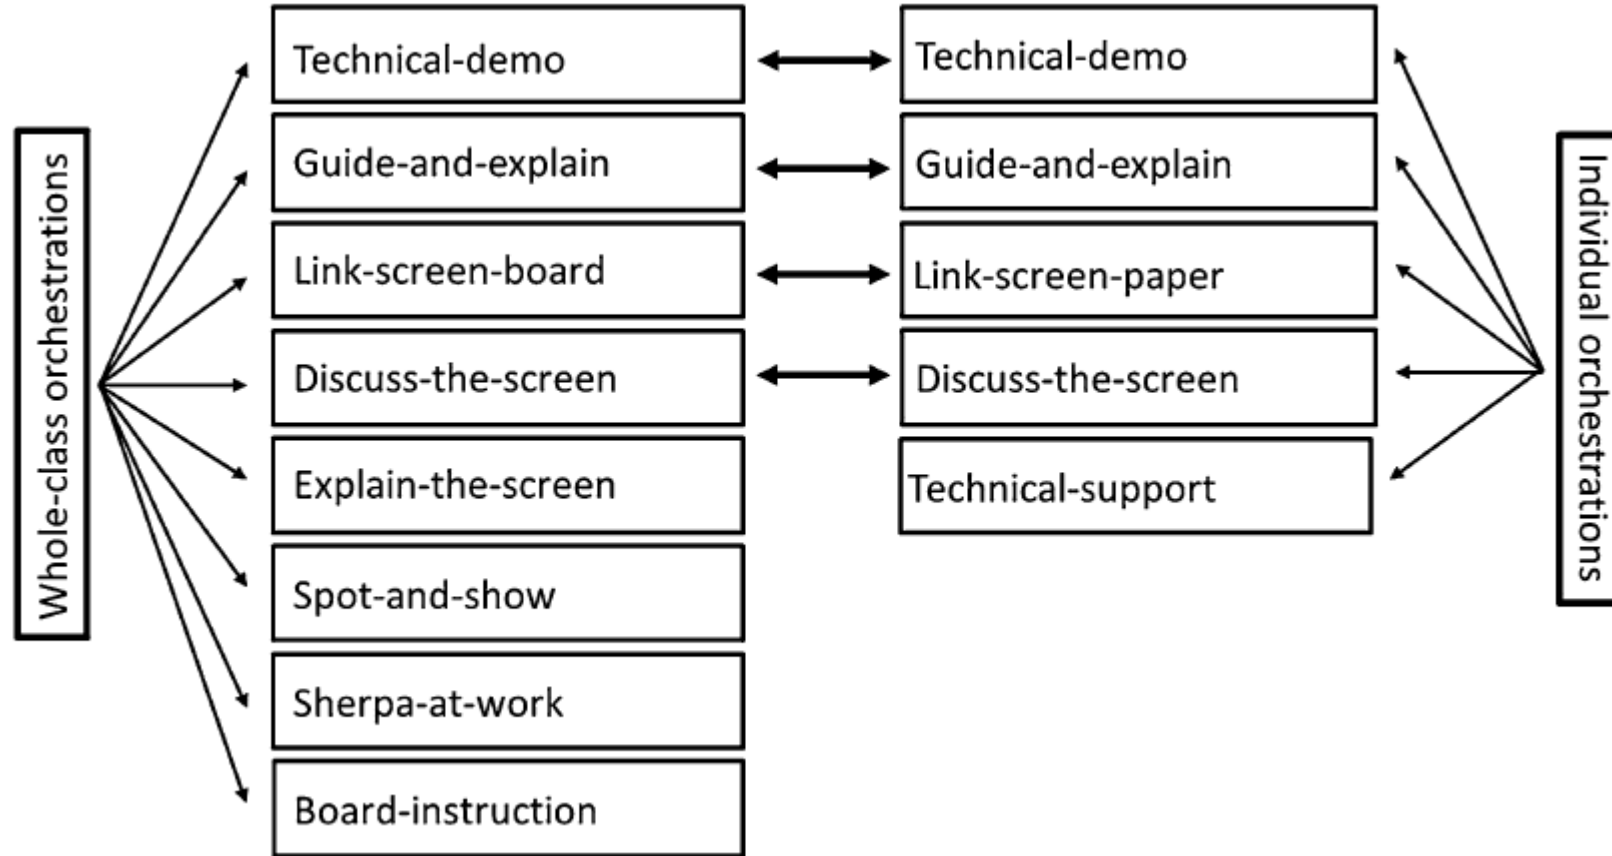 Whole-class orchestrations
Technical-demo
Guide-and-explain
Link-screen-board
Discuss-the-screen
Explain-the-screen
Spot-and-show
Sherpa-at-work
Board-instruction
Technical-demo
Guide-and-explain
Link-screen-paper
Discuss-the-screen
Technical-support
Individual orchestrations